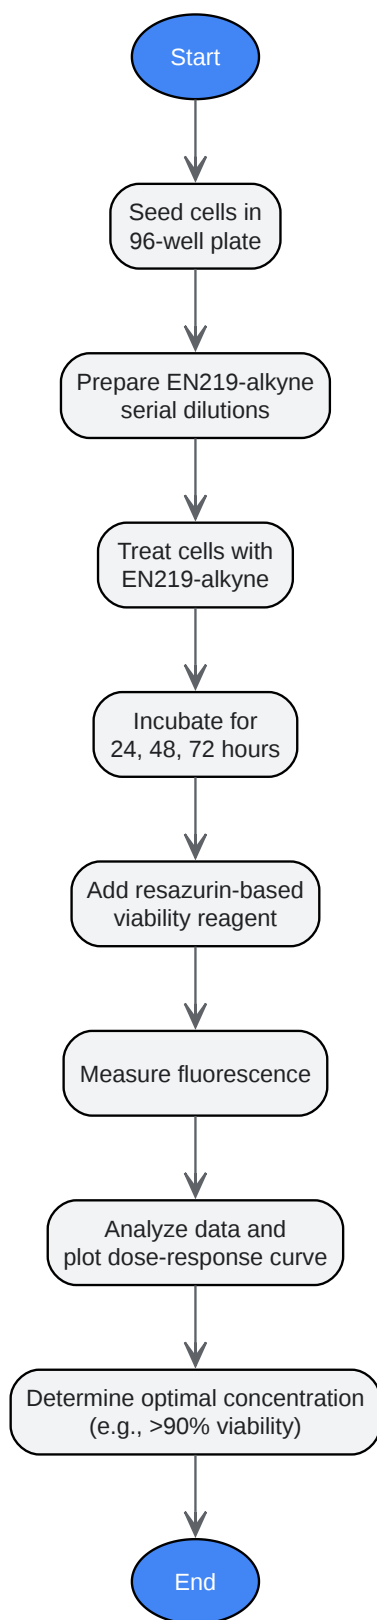 Start
Seed cells in
96-well plate
Prepare EN219-alkyne
serial dilutions
Treat cells with
EN219-alkyne
Incubate for
24, 48, 72 hours
Add resazurin-based
viability reagent
Measure fluorescence
Analyze data and
plot dose-response curve
Determine optimal concentration
(e.g., >90% viability)
End